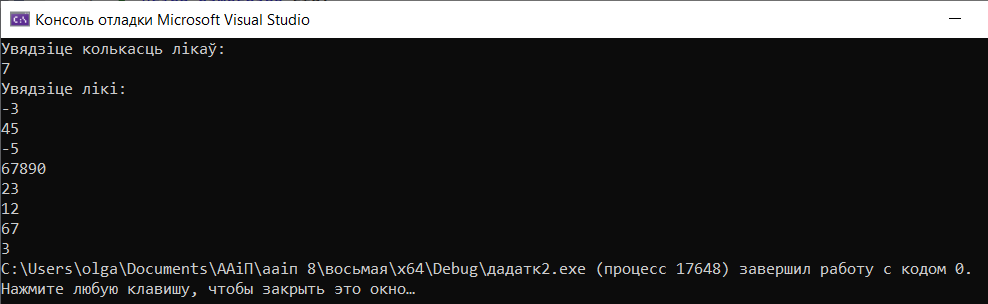 Консоль отладки Microsoft Visual Studio
Увядзіце колькасць лікаў:
7
Увядзіце лікі:
-3
45
-5
67890
23
12
67
3
C:\Users\olga\Documents\ААіП\ааіп 8\восьмая\x64\Debug\дадатк2.exe (процесс 17648) завершил работу с кодом 0.
Нажмите любую клавишу, чтобы закрыть это окно…